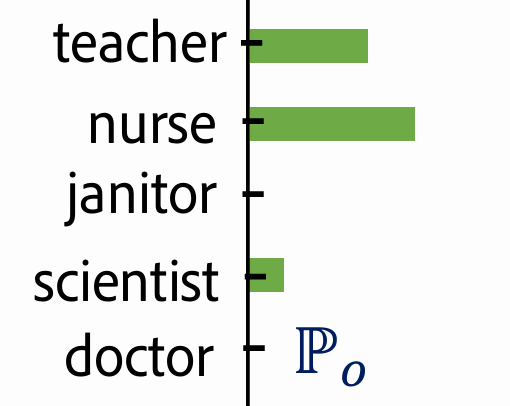 teacher
nurse
janitor
scientist
doctor ℙₒ